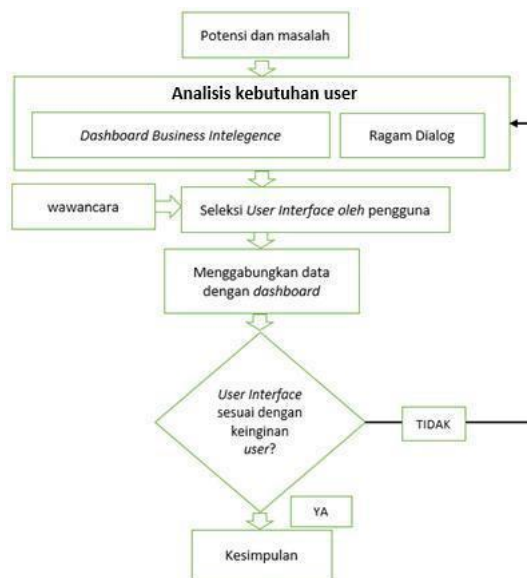 Potensi dan masalah
Analisis kebutuhan user
Dashboard Business Intelegence
Ragam Dialog
wawancara
Seleksi User Interface oleh pengguna
Menggabungkan data
dengan dashboard
User Interface
sesuai dengan
keinginan
user?
TIDAK
YA
Kesimpulan